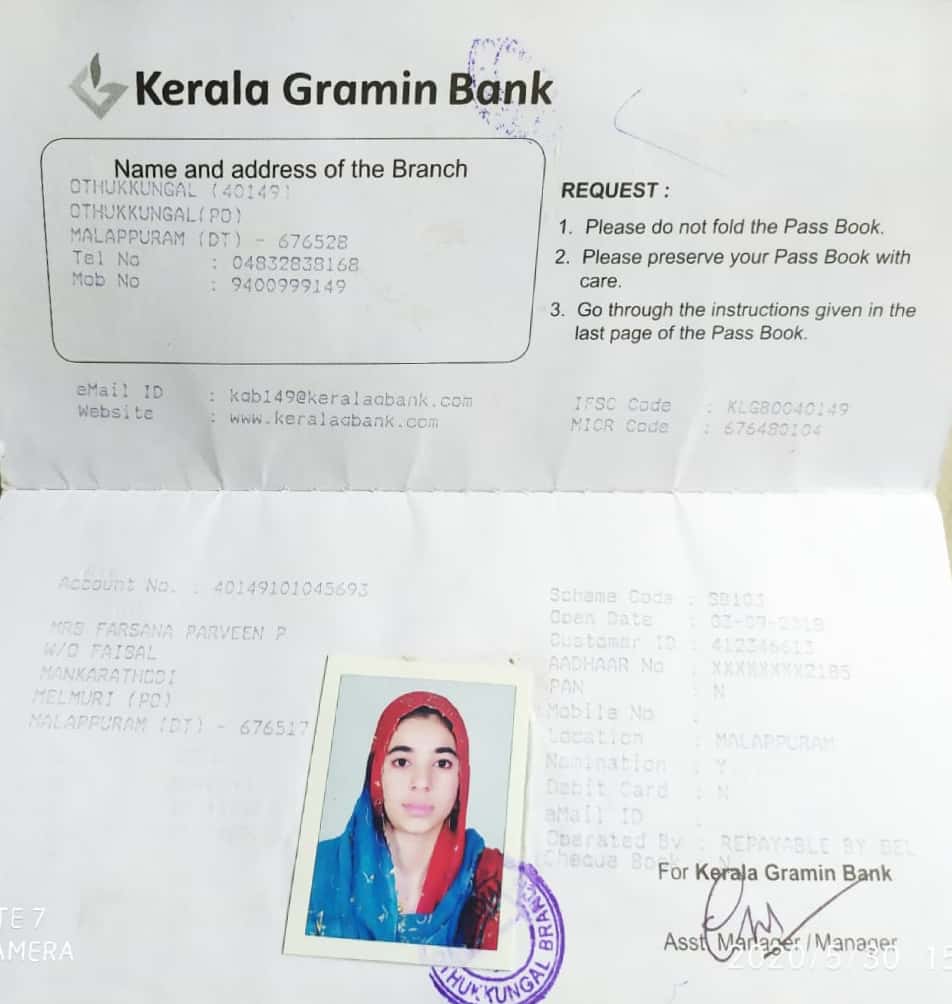 Kerala Gramin Bank
Name and address of the Branch
OTHUKKUNGAL (40149)
OTHUKKUNGAL(PO)
MALAPPURAM (DT) - 676528
Tel No : 04832838168
Mob No : 9400999149
REQUEST :
1. Please do not fold the Pass Book.
2. Please preserve your Pass Book with
care.
3. Go through the instructions given in the
last page of the Pass Book.
eMail ID : kgb149@keralagbank.com
Website : www.keralagbank.com
IFSC Code : KLGB0040149
MICR Code : 676480104
Account No. : 40149101045693
MRS FARSANA PARVEEN P
W/O FAISAL
MANKARATHODI
MELMURI (PO)
MALAPPURAM (DT) - 676517
Scheme Code : SB103
Open Date :
Customer ID : 412346613
AADHAAR No : XXXXXXXX2185
PAN : N
Mobile No :
Location : MALAPPURAM
Nomination : Y
Debit Card : N
eMail ID :
Operated By : REPAYABLE BY BEL
Cheque Book : N
For Kerala Gramin Bank
Asst. Manager / Manager
THUKKUNGAL BRAN
TE 7
AMERA
2020/5/30 15